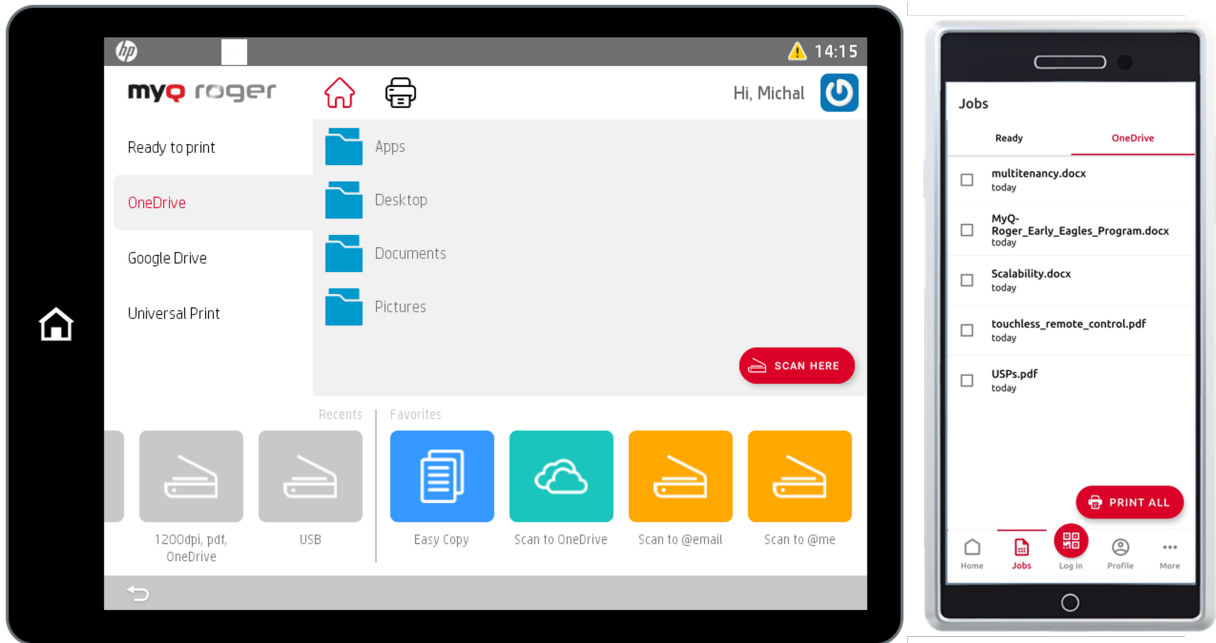 hp
14:15
myQ roger
Hi, Michal
Ready to print
OneDrive
Google Drive
Universal Print
Apps
Desktop
Documents
Pictures
SCAN HERE
Recents
Favorites
1200dpi, pdf,
OneDrive
USB
Easy Copy
Scan to OneDrive
Scan to @email
Scan to @me
Jobs
Ready
OneDrive
multitenancy.docx
today
MyQ-
Roger_Early_Eagles_Program.docx
today
Scalability.docx
today
touchless_remote_control.pdf
today
USPs.pdf
today
PRINT ALL
Home
Jobs
Log in
Profile
More